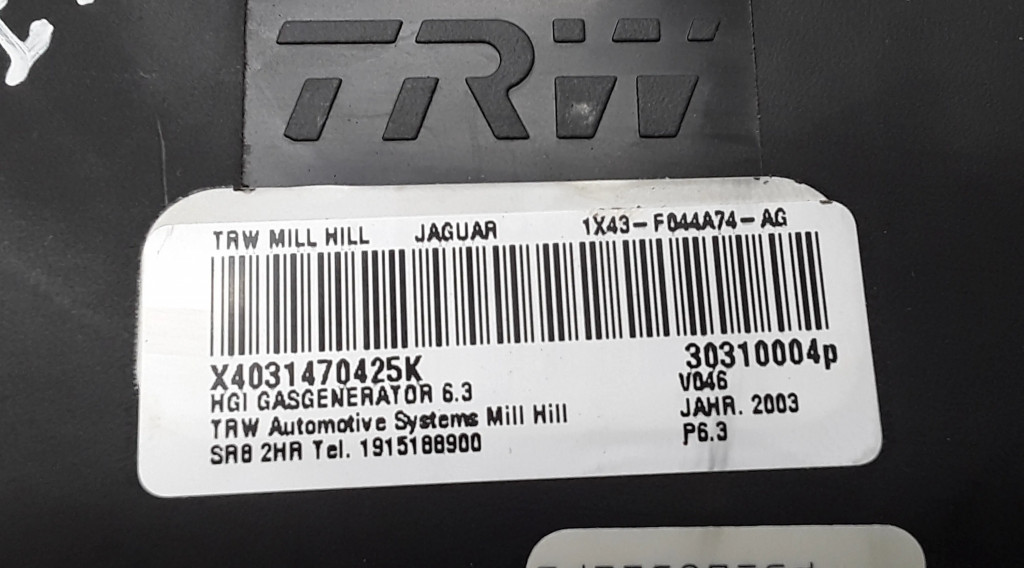 TRW
TRW MILL HILL JAGUAR 1X43-F044A74-AG
X4031470425K 30310004p
HGI GASGENERATOR 6.3 V046
TRW Automotive Systems Mill Hill JAHR. 2003
SR8 2HR Tel. 1915188900 P6.3